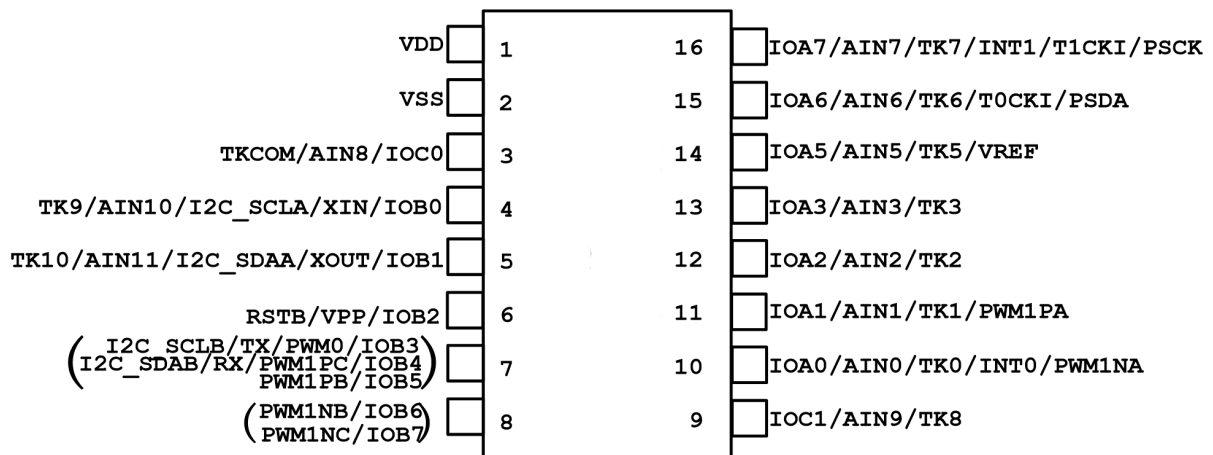 VDD 1 16 IOA7/AIN7/TK7/INT1/T1CKI/PSCK
VSS 2 15 IOA6/AIN6/TK6/T0CKI/PSDA
TKCOM/AIN8/IOC0 3 14 IOA5/AIN5/TK5/VREF
TK9/AIN10/I2C_SCLA/XIN/IOB0 4 13 IOA3/AIN3/TK3
TK10/AIN11/I2C_SDAA/XOUT/IOB1 5 12 IOA2/AIN2/TK2
RSTB/VPP/IOB2 6 11 IOA1/AIN1/TK1/PWM1PA
(I2C_SCLB/TX/PWM0/IOB3
I2C_SDAB/RX/PWM1PC/IOB4 7 10 IOA0/AIN0/TK0/INT0/PWM1NA
PWM1PB/IOB5)
(PWM1NB/IOB6
PWM1NC/IOB7) 8 9 IOC1/AIN9/TK8